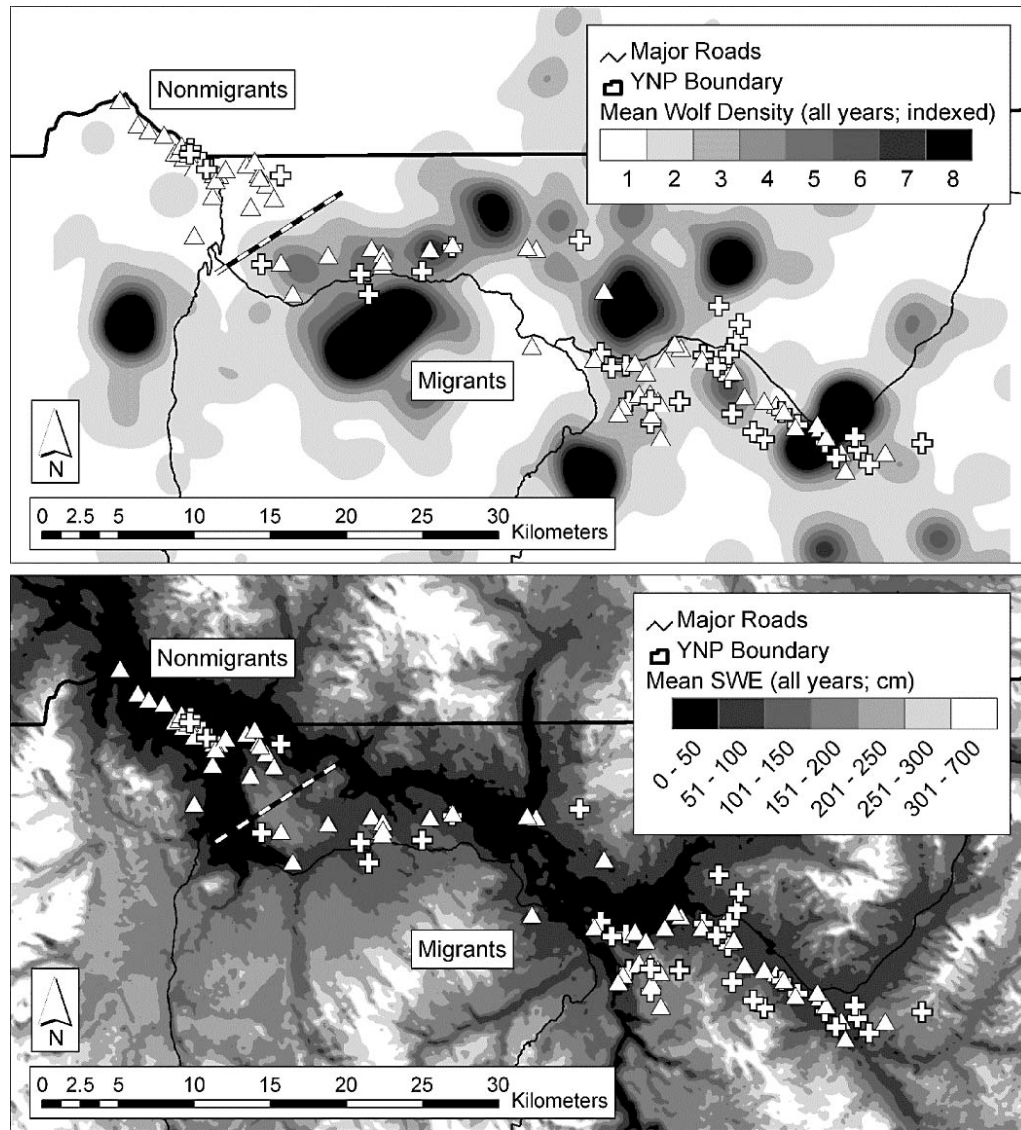 Nonmigrants
Major Roads
YNP Boundary
Mean Wolf Density (all years; indexed)
1 2 3 4 5 6 7 8
Migrants
N
0 2.5 5 10 15 20 25 30
Kilometers
Nonmigrants
Major Roads
YNP Boundary
Mean SWE (all years; cm)
0 - 50
51 - 100
101 - 150
151 - 200
201 - 250
251 - 300
301 - 700
Migrants
N
0 2.5 5 10 15 20 25 30
Kilometers